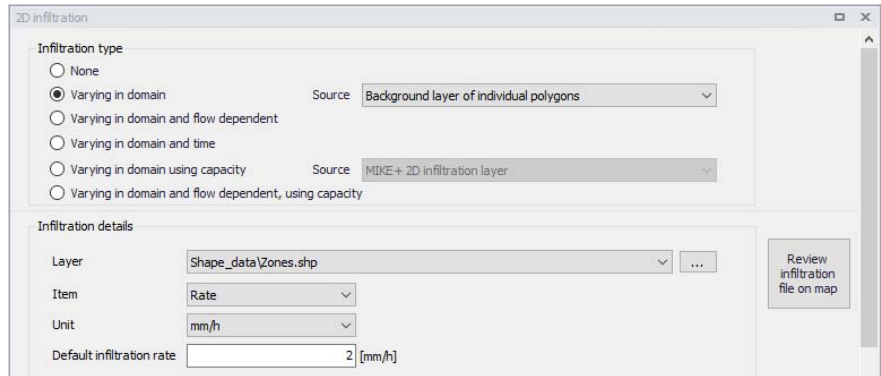 2D infiltration
Infiltration type
None
Varying in domain Source Background layer of individual polygons
Varying in domain and flow dependent
Varying in domain and time
Varying in domain using capacity Source MIKE+ 2D infiltration layer
Varying in domain and flow dependent, using capacity
Infiltration details
Layer Shape_data\Zones.shp ...
Item Rate
Unit mm/h
Default infiltration rate 2 [mm/h]
Review
infiltration
file on map